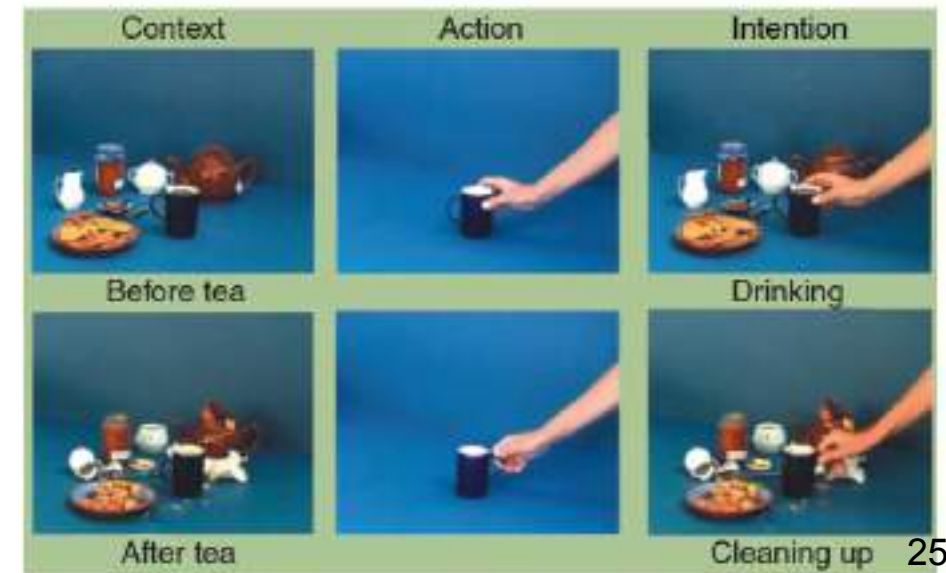 Context Action Intention
Before tea Drinking
After tea Cleaning up 25